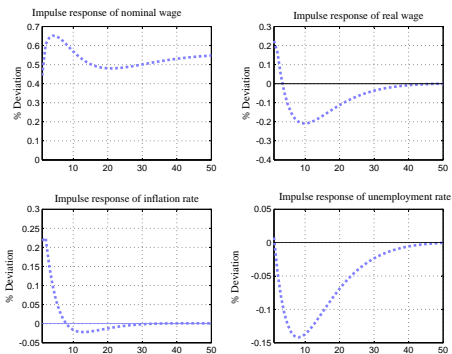 Impulse response of nominal wage
0.7
0.6
0.5
0.4
0.3
0.2
0.1
0
% Deviation
10 20 30 40 50
Impulse response of real wage
0.3
0.2
0.1
0
-0.1
-0.2
-0.3
-0.4
% Deviation
10 20 30 40 50
Impulse response of inflation rate
0.3
0.25
0.2
0.15
0.1
0.05
0
-0.05
% Deviation
10 20 30 40 50
Impulse response of unemployment rate
0.05
0
-0.05
-0.1
-0.15
% Deviation
10 20 30 40 50